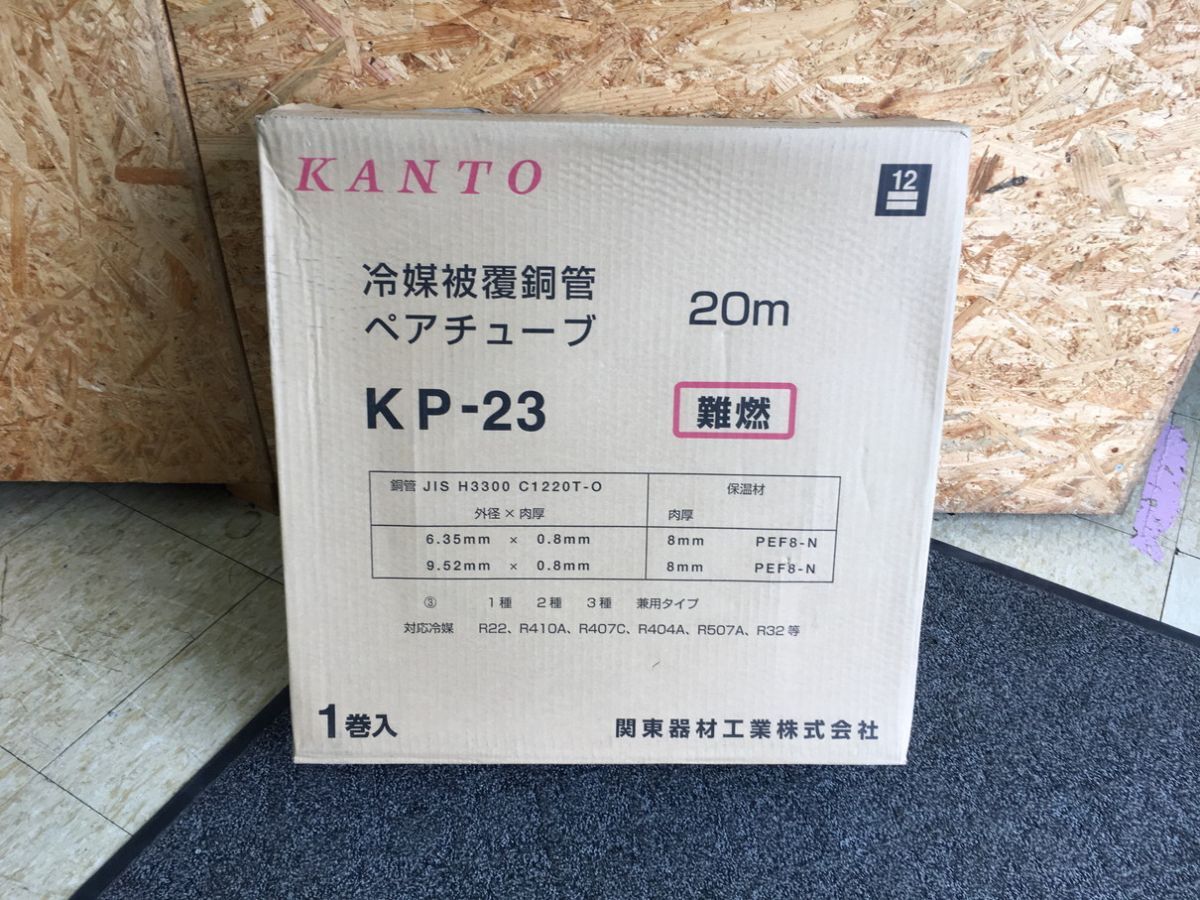 KANTO
12
冷媒被覆銅管
ペアチューブ
20m
KP-23
難燃
銅管 JIS H3300 C1220T-O
保温材
外径 × 肉厚
肉厚
6.35mm × 0.8mm
8mm PEF8-N
9.52mm × 0.8mm
8mm PEF8-N
③ 1種 2種 3種 兼用タイプ
対応冷媒 R22、R410A、R407C、R404A、R507A、R32等
1巻入
関東器材工業株式会社